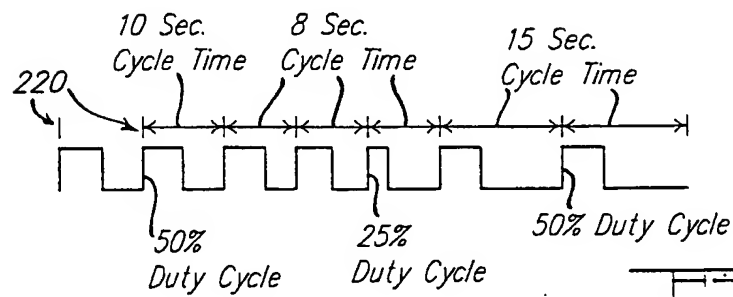 10 Sec.
Cycle Time
8 Sec.
Cycle Time
15 Sec.
Cycle Time
220
50%
Duty Cycle
25%
Duty Cycle
50% Duty Cycle